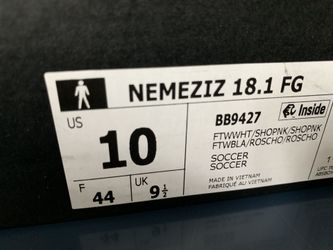 NEMEZIZ 18.1 FG
US
10
F
44
UK
9½
BB9427
Inside
FTWWHT/SHOPNK/SHOPNK
FTWBLA/ROSCHO/ROSCHO
SOCCER
SOCCER
MADE IN VIETNAM
FABRIQUÉ AU VIETNAM